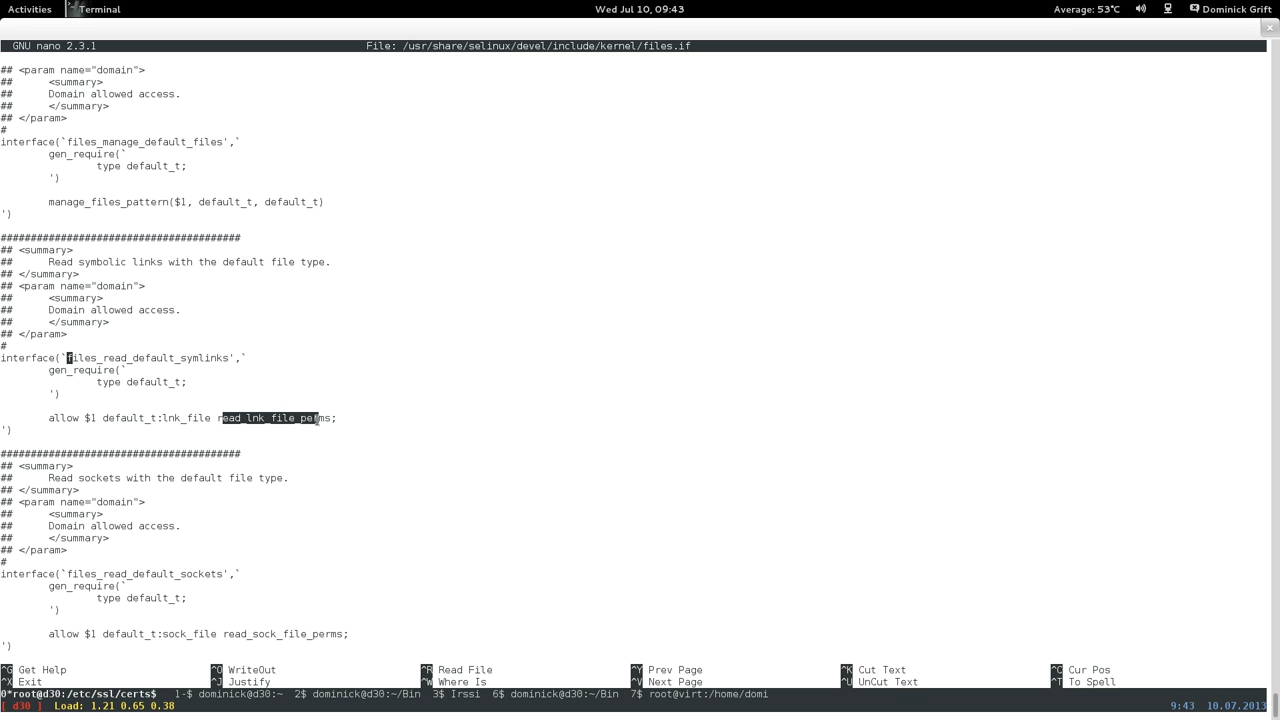 Activities Terminal Wed Jul 10, 09:43 Average: 53°C Dominick Grift
GNU nano 2.3.1 File: /usr/share/selinux/devel/include/kernel/files.if
## <param name="domain">
## <summary>
## Domain allowed access.
## </summary>
## </param>
#
interface(`files_manage_default_files',`
gen_require(`
type default_t;
')
manage_files_pattern($1, default_t, default_t)
')
########################################
## <summary>
## Read symbolic links with the default file type.
## </summary>
## <param name="domain">
## <summary>
## Domain allowed access.
## </summary>
## </param>
#
interface(`files_read_default_symlinks',`
gen_require(`
type default_t;
')
allow $1 default_t:lnk_file read_lnk_file_perms;
')
########################################
## <summary>
## Read sockets with the default file type.
## </summary>
## <param name="domain">
## <summary>
## Domain allowed access.
## </summary>
## </param>
#
interface(`files_read_default_sockets',`
gen_require(`
type default_t;
')
allow $1 default_t:sock_file read_sock_file_perms;
')
^G Get Help ^O WriteOut ^R Read File ^Y Prev Page ^K Cut Text ^C Cur Pos
^X Exit ^J Justify ^W Where Is ^V Next Page ^U UnCut Text ^T To Spell
0*root@d30:/etc/ssl/certs* 1-$ dominick@d30:~ 2$ dominick@d30:~/Bin 3$ Irssi 6$ dominick@d30:~/Bin 7$ root@virt:/home/domi
[ d30 ] Load: 1.21 0.65 0.38 9:43 10.07.2013